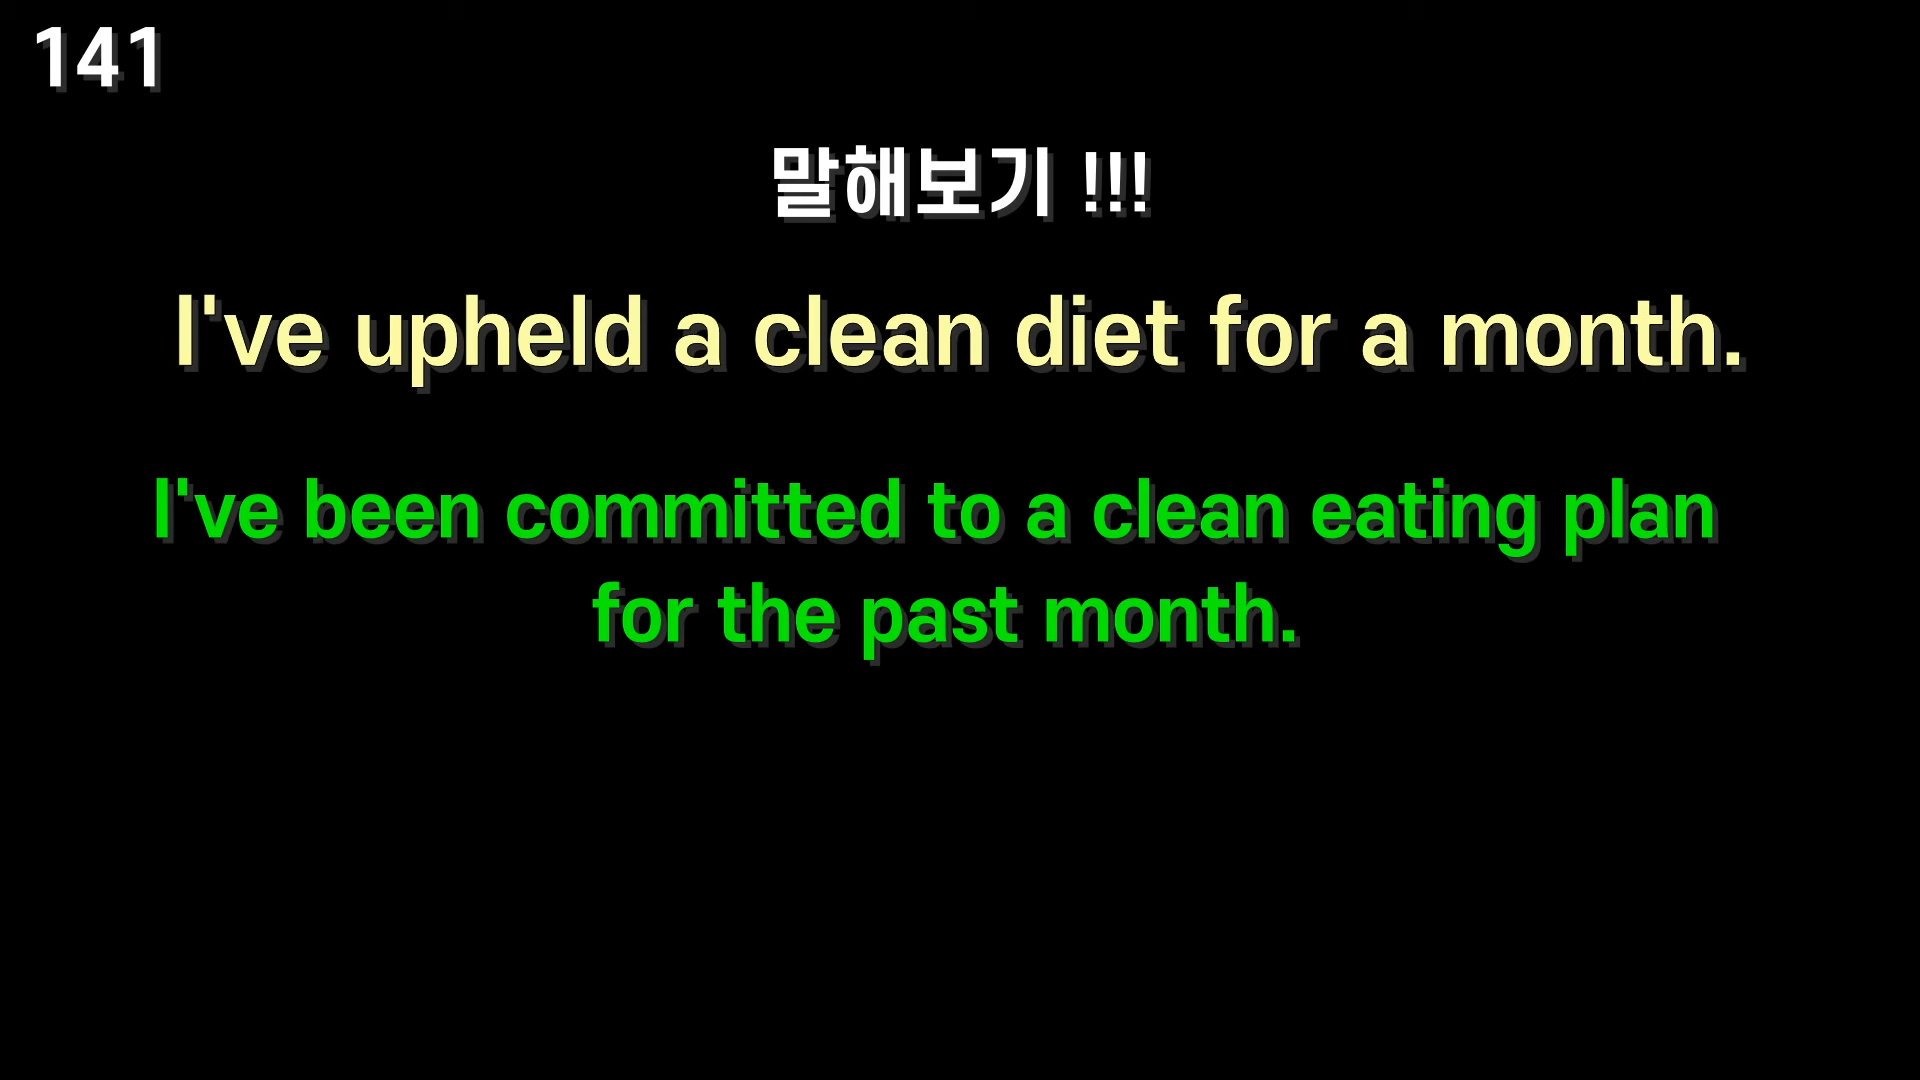 141
말해보기 !!!
I've upheld a clean diet for a month.
I've been committed to a clean eating plan
for the past month.